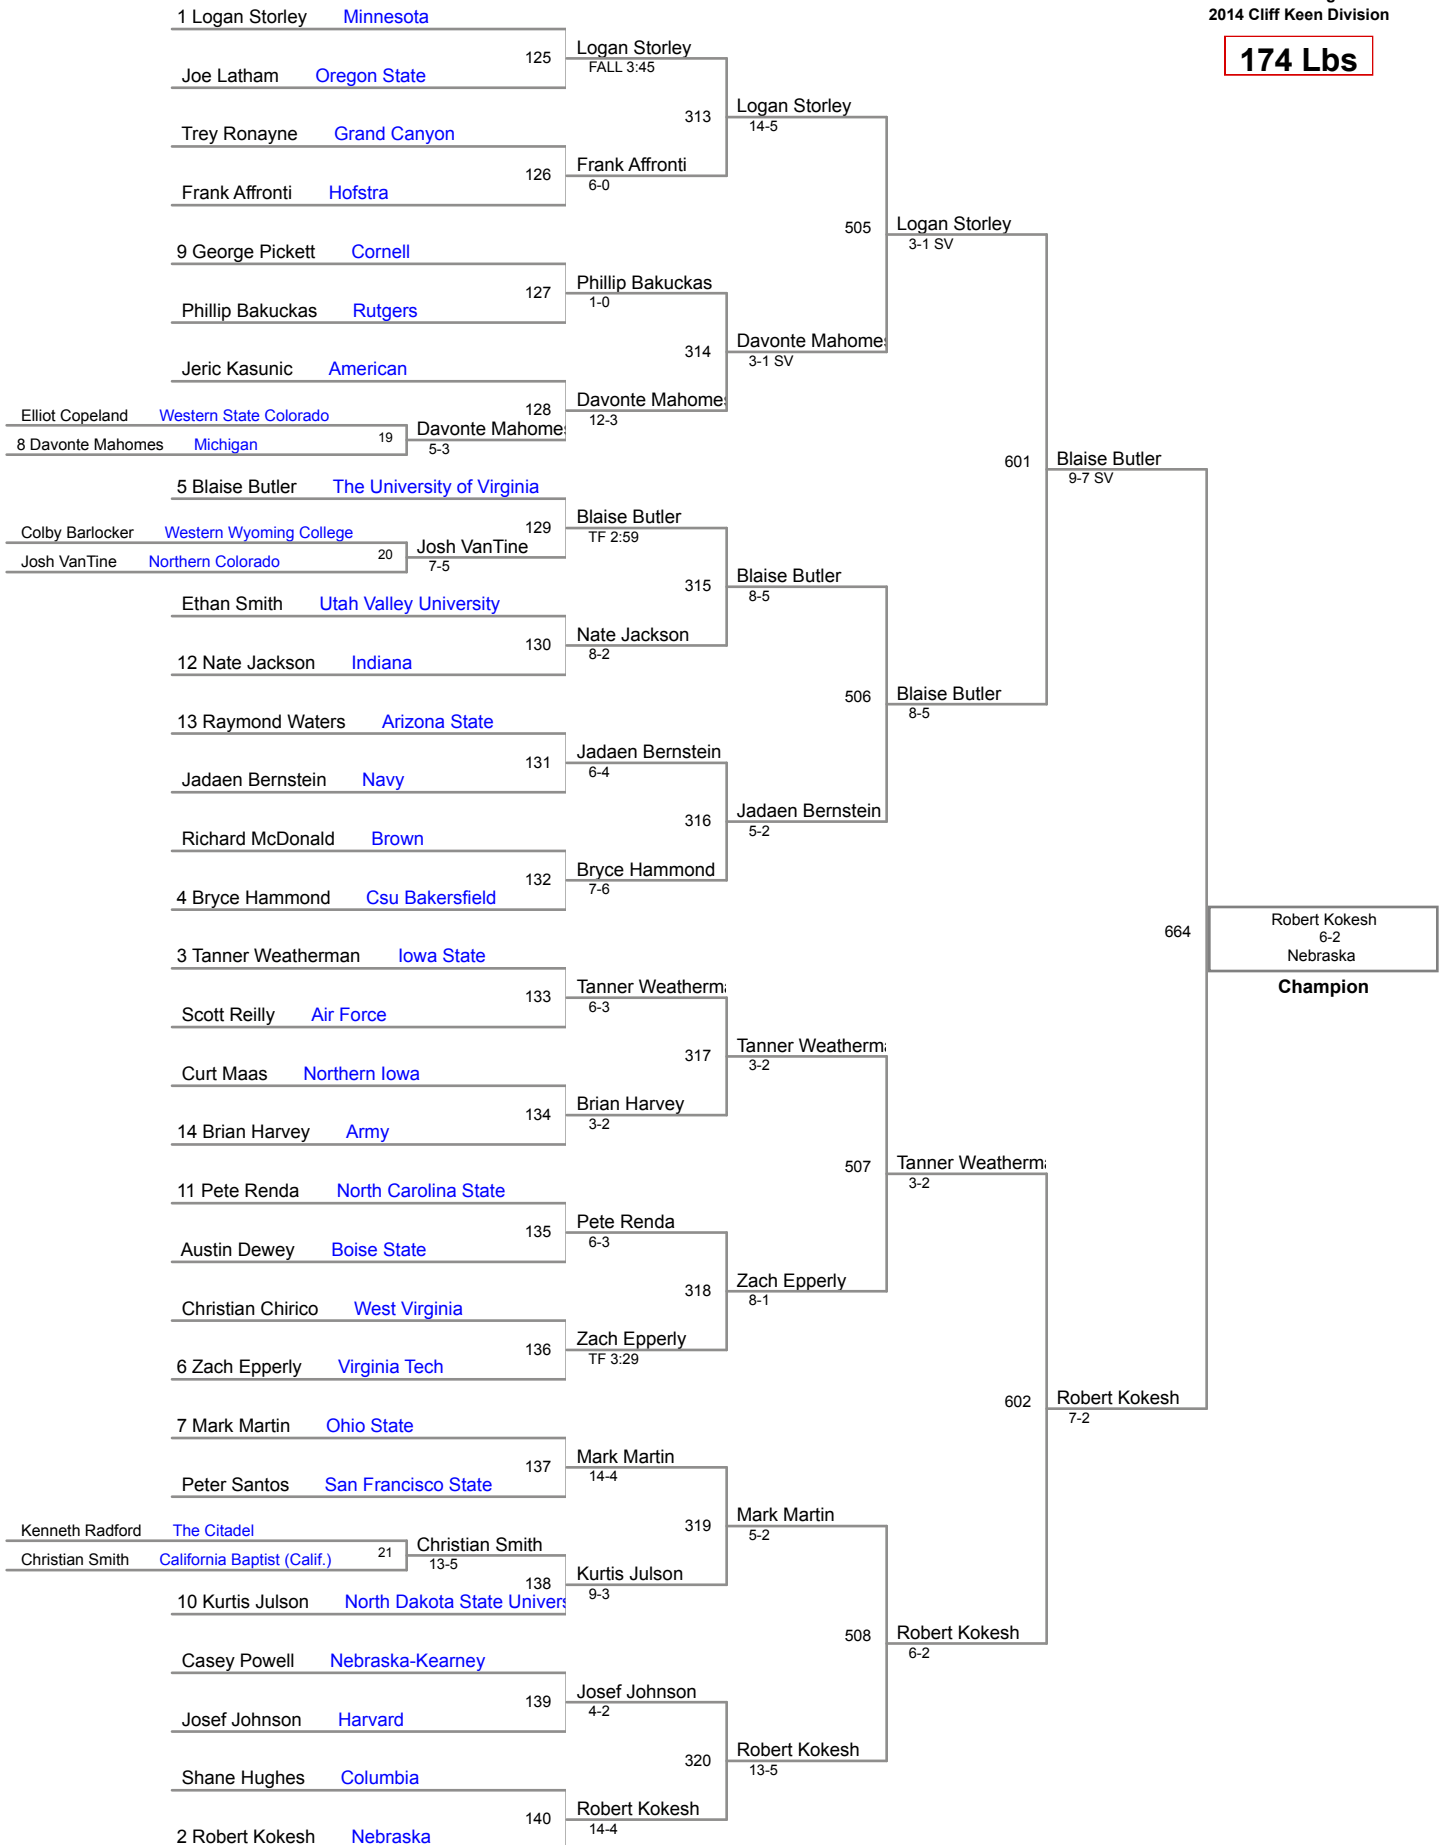 2014 Cliff Keen Division
174 Lbs
1 Logan Storley Minnesota
125
Logan Storley
FALL 3:45
Joe Latham Oregon State
313
Logan Storley
14-5
Trey Ronayne Grand Canyon
126
Frank Affronti
6-0
Frank Affronti Hofstra
505
Logan Storley
3-1 SV
9 George Pickett Cornell
127
Phillip Bakuckas
1-0
Phillip Bakuckas Rutgers
314
Davonte Mahomes
3-1 SV
Jeric Kasunic American
128
Davonte Mahomes
12-3
Elliot Copeland Western State Colorado
19
Davonte Mahomes
5-3
8 Davonte Mahomes Michigan
601
Blaise Butler
9-7 SV
5 Blaise Butler The University of Virginia
129
Blaise Butler
TF 2:59
Colby Barlocker Western Wyoming College
20
Josh VanTine
7-5
Josh VanTine Northern Colorado
315
Blaise Butler
8-5
Ethan Smith Utah Valley University
130
Nate Jackson
8-2
12 Nate Jackson Indiana
506
Blaise Butler
8-5
13 Raymond Waters Arizona State
131
Jadaen Bernstein
6-4
Jadaen Bernstein Navy
316
Jadaen Bernstein
5-2
Richard McDonald Brown
132
Bryce Hammond
7-6
4 Bryce Hammond Csu Bakersfield
664
Robert Kokesh
6-2
Nebraska
Champion
3 Tanner Weatherman Iowa State
133
Tanner Weatherma
6-3
Scott Reilly Air Force
317
Tanner Weatherma
3-2
Curt Maas Northern Iowa
134
Brian Harvey
3-2
14 Brian Harvey Army
507
Tanner Weatherma
3-2
11 Pete Renda North Carolina State
135
Pete Renda
6-3
Austin Dewey Boise State
318
Zach Epperly
8-1
Christian Chirico West Virginia
136
Zach Epperly
TF 3:29
6 Zach Epperly Virginia Tech
602
Robert Kokesh
7-2
7 Mark Martin Ohio State
137
Mark Martin
14-4
Peter Santos San Francisco State
319
Mark Martin
5-2
Kenneth Radford The Citadel
21
Christian Smith
13-5
Christian Smith California Baptist (Calif.)
138
Kurtis Julson
9-3
10 Kurtis Julson North Dakota State Univers
508
Robert Kokesh
6-2
Casey Powell Nebraska-Kearney
139
Josef Johnson
4-2
Josef Johnson Harvard
320
Robert Kokesh
13-5
Shane Hughes Columbia
140
Robert Kokesh
14-4
2 Robert Kokesh Nebraska